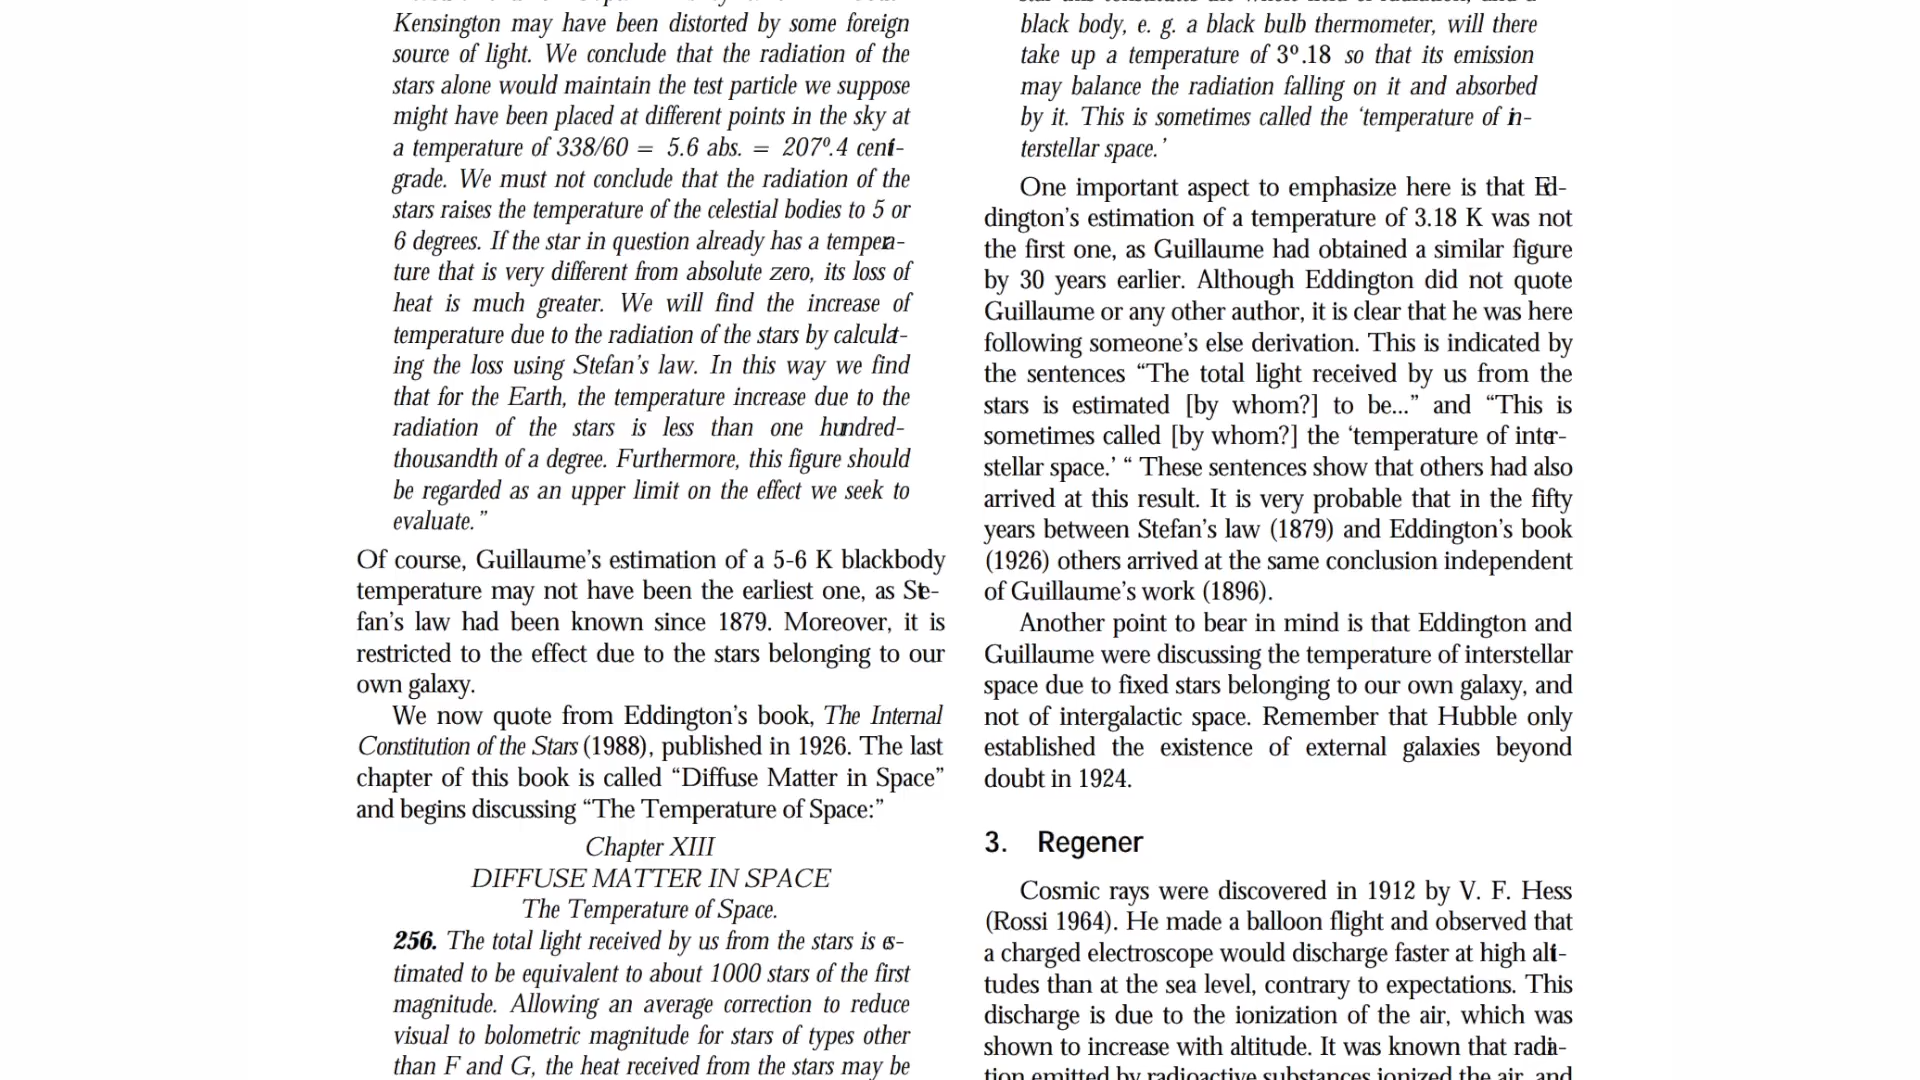 Kensington may have been distorted by some foreign
source of light. We conclude that the radiation of the
stars alone would maintain the test particle we suppose
might have been placed at different points in the sky at
a temperature of 338/60 = 5.6 abs. = 207º.4 centi-
grade. We must not conclude that the radiation of the
stars raises the temperature of the celestial bodies to 5 or
6 degrees. If the star in question already has a tempera-
ture that is very different from absolute zero, its loss of
heat is much greater. We will find the increase of
temperature due to the radiation of the stars by calculat-
ing the loss using Stefan's law. In this way we find
that for the Earth, the temperature increase due to the
radiation of the stars is less than one hundred-
thousandth of a degree. Furthermore, this figure should
be regarded as an upper limit on the effect we seek to
evaluate.”
Of course, Guillaume's estimation of a 5-6 K blackbody
temperature may not have been the earliest one, as Ste-
fan's law had been known since 1879. Moreover, it is
restricted to the effect due to the stars belonging to our
own galaxy.
We now quote from Eddington's book, The Internal
Constitution of the Stars (1988), published in 1926. The last
chapter of this book is called “Diffuse Matter in Space”
and begins discussing “The Temperature of Space:”
Chapter XIII
DIFFUSE MATTER IN SPACE
The Temperature of Space.
256. The total light received by us from the stars is es-
timated to be equivalent to about 1000 stars of the first
magnitude. Allowing an average correction to reduce
visual to bolometric magnitude for stars of types other
than F and G, the heat received from the stars may be
black body, e. g. a black bulb thermometer, will there
take up a temperature of 3º.18 so that its emission
may balance the radiation falling on it and absorbed
by it. This is sometimes called the ‘temperature of in-
terstellar space.’
One important aspect to emphasize here is that Ed-
dington's estimation of a temperature of 3.18 K was not
the first one, as Guillaume had obtained a similar figure
by 30 years earlier. Although Eddington did not quote
Guillaume or any other author, it is clear that he was here
following someone's else derivation. This is indicated by
the sentences “The total light received by us from the
stars is estimated [by whom?] to be...” and “This is
sometimes called [by whom?] the ‘temperature of inter-
stellar space.’ “ These sentences show that others had also
arrived at this result. It is very probable that in the fifty
years between Stefan's law (1879) and Eddington's book
(1926) others arrived at the same conclusion independent
of Guillaume's work (1896).
Another point to bear in mind is that Eddington and
Guillaume were discussing the temperature of interstellar
space due to fixed stars belonging to our own galaxy, and
not of intergalactic space. Remember that Hubble only
established the existence of external galaxies beyond
doubt in 1924.
3. Regener
Cosmic rays were discovered in 1912 by V. F. Hess
(Rossi 1964). He made a balloon flight and observed that
a charged electroscope would discharge faster at high alti-
tudes than at the sea level, contrary to expectations. This
discharge is due to the ionization of the air, which was
shown to increase with altitude. It was known that radia-
tion emitted by radioactive substances ionized the air, and